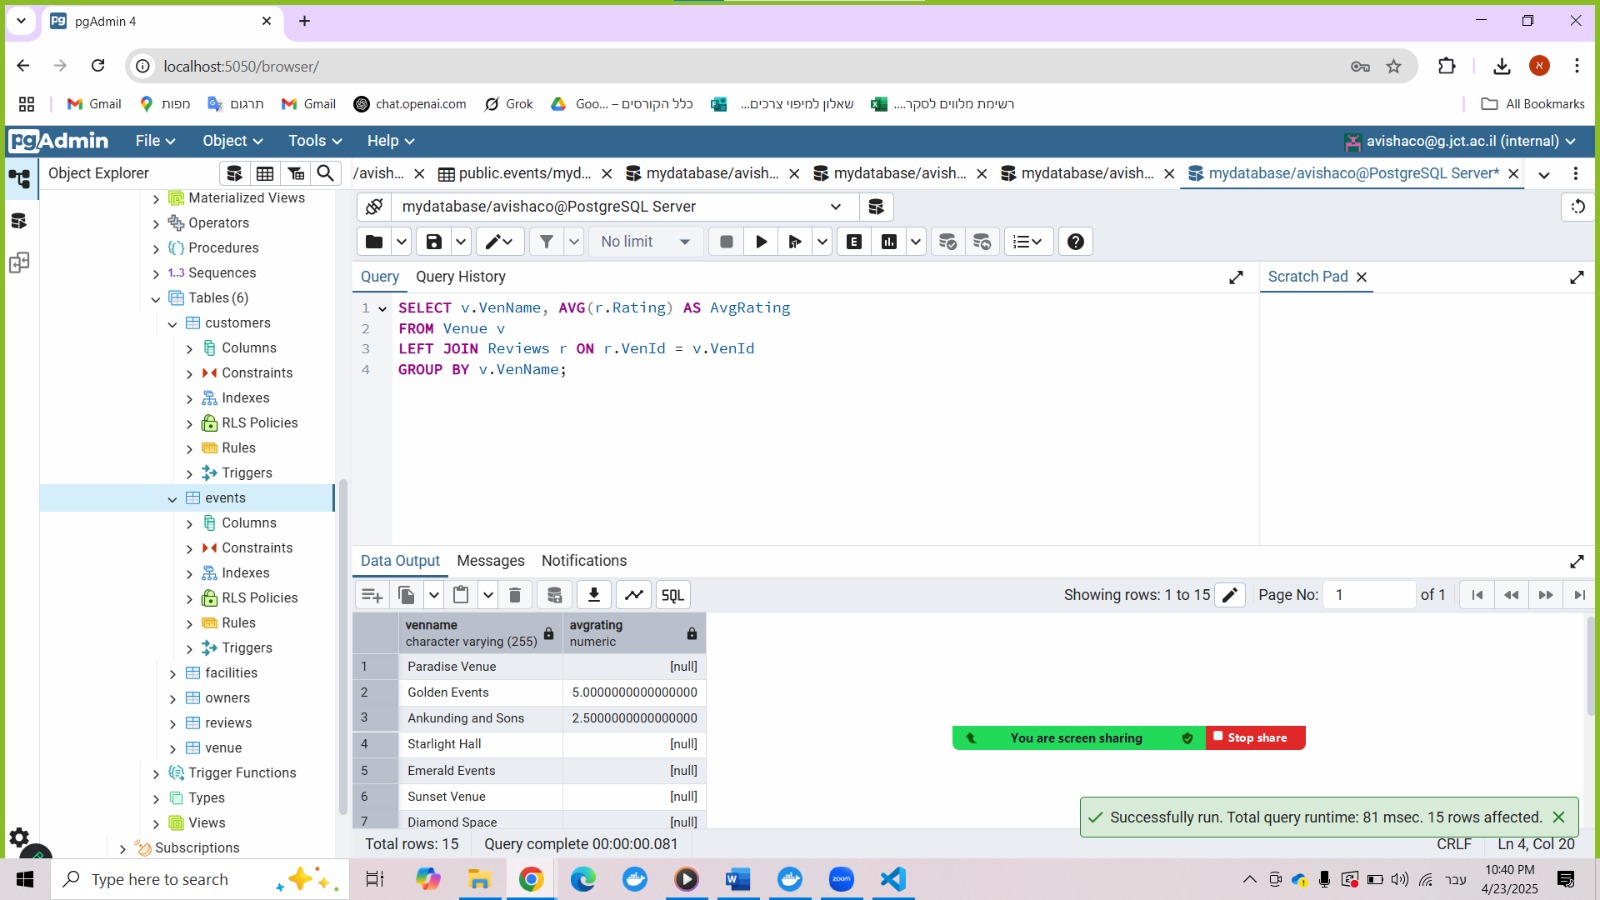 pgAdmin 4
localhost:5050/browser/
Gmail
מפות
תרגום
Gmail
chat.openai.com
Grok
כלל הקורסים – Goo...
שאלון למיפוי צרכים...
רשימת מלווים לסקר....
All Bookmarks
pgAdmin
File
Object
Tools
Help
avishaco@g.jct.ac.il (internal)
Object Explorer
/avish...
public.events/myd...
mydatabase/avish...
mydatabase/avish...
mydatabase/avish...
mydatabase/avishaco@PostgreSQL Server*
mydatabase/avishaco@PostgreSQL Server
No limit
E
Query
Query History
Scratch Pad
1 SELECT v.VenName, AVG(r.Rating) AS AvgRating
2 FROM Venue v
3 LEFT JOIN Reviews r ON r.VenId = v.VenId
4 GROUP BY v.VenName;
Materialized Views
Operators
Procedures
1..3 Sequences
Tables (6)
customers
Columns
Constraints
Indexes
RLS Policies
Rules
Triggers
events
Columns
Constraints
Indexes
RLS Policies
Rules
Triggers
facilities
owners
reviews
venue
Trigger Functions
Types
Views
Subscriptions
Data Output
Messages
Notifications
SQL
Showing rows: 1 to 15
Page No: 1 of 1
venname avgrating
character varying (255) numeric
1 Paradise Venue [null]
2 Golden Events 5.0000000000000000
3 Ankunding and Sons 2.5000000000000000
4 Starlight Hall [null]
5 Emerald Events [null]
6 Sunset Venue [null]
7 Diamond Space [null]
You are screen sharing
Stop share
Successfully run. Total query runtime: 81 msec. 15 rows affected.
Total rows: 15
Query complete 00:00:00.081
CRLF
Ln 4, Col 20
Type here to search
zoom
עבר
10:40 PM
4/23/2025